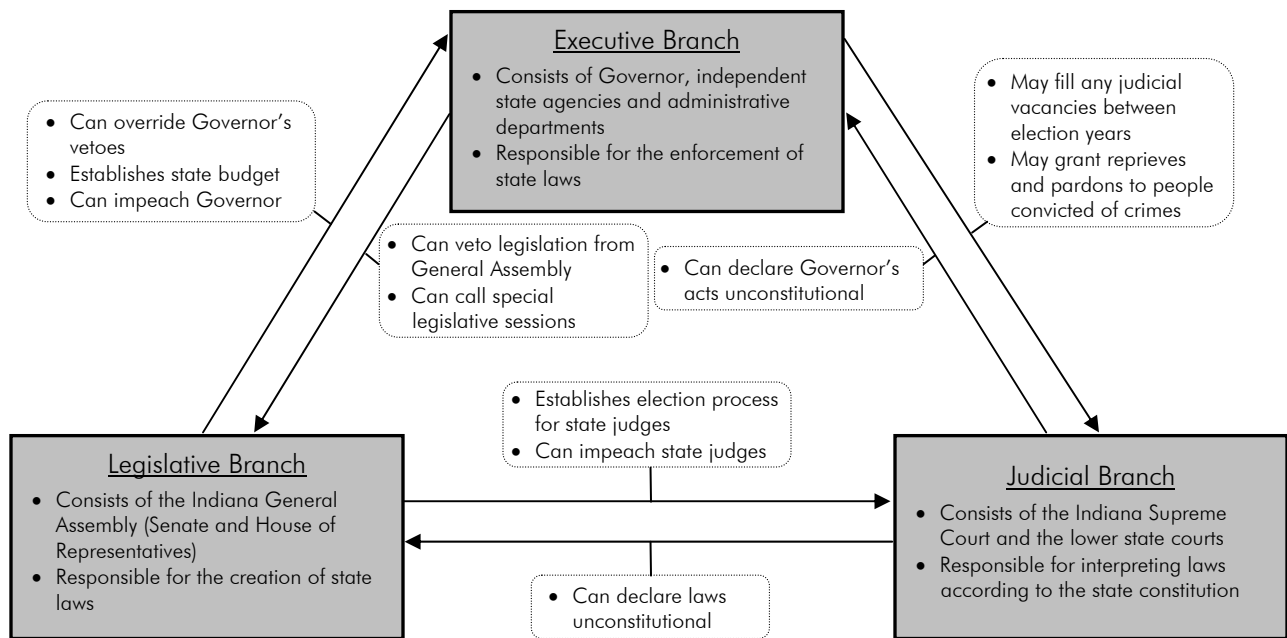 Executive Branch
• Consists of Governor, independent
state agencies and administrative
departments
• Responsible for the enforcement of
state laws
• Can override Governor's
vetoes
• Establishes state budget
• Can impeach Governor
• May fill any judicial
vacancies between
election years
• May grant reprieves
and pardons to people
convicted of crimes
• Can veto legislation from
General Assembly
• Can call special
legislative sessions
• Can declare Governor's
acts unconstitutional
• Establishes election process
for state judges
• Can impeach state judges
Legislative Branch
• Consists of the Indiana General
Assembly (Senate and House of
Representatives)
• Responsible for the creation of state
laws
Judicial Branch
• Consists of the Indiana Supreme
Court and the lower state courts
• Responsible for interpreting laws
according to the state constitution
• Can declare laws
unconstitutional